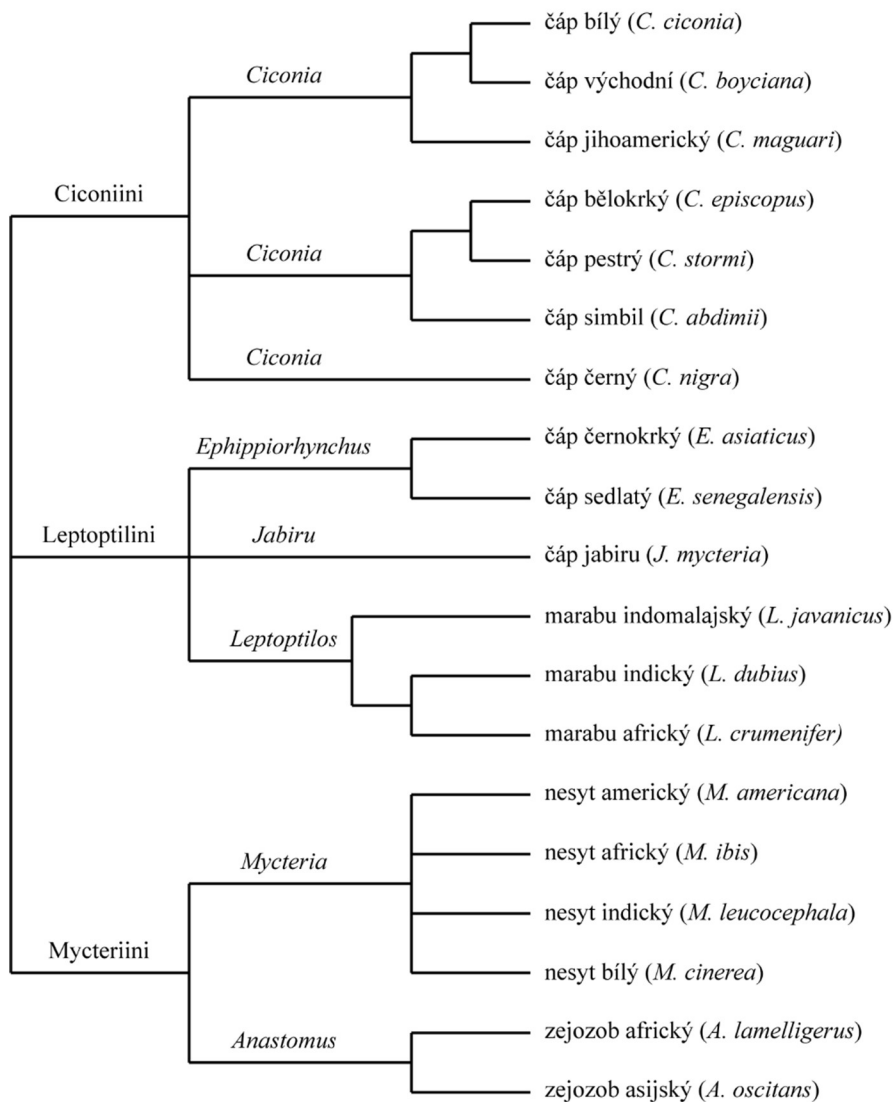 čáp bílý (C. ciconia)
Ciconia
čáp východní (C. boyciana)
čáp jihoamerický (C. maguari)
Ciconiini
čáp bělokrký (C. episcopus)
Ciconia
čáp pestrý (C. stormi)
čáp simbil (C. abdimii)
Ciconia
čáp černý (C. nigra)
Ephippiorhynchus
čáp černokrký (E. asiaticus)
čáp sedlatý (E. senegalensis)
Leptoptilini
Jabiru
čáp jabiru (J. mycteria)
marabu indomalajský (L. javanicus)
Leptoptilos
marabu indický (L. dubius)
marabu africký (L. crumenifer)
nesyt americký (M. americana)
Mycteria
nesyt africký (M. ibis)
nesyt indický (M. leucocephala)
Mycteriini
nesyt bílý (M. cinerea)
Anastomus
zejozob africký (A. lamelligerus)
zejozob asijský (A. oscitans)